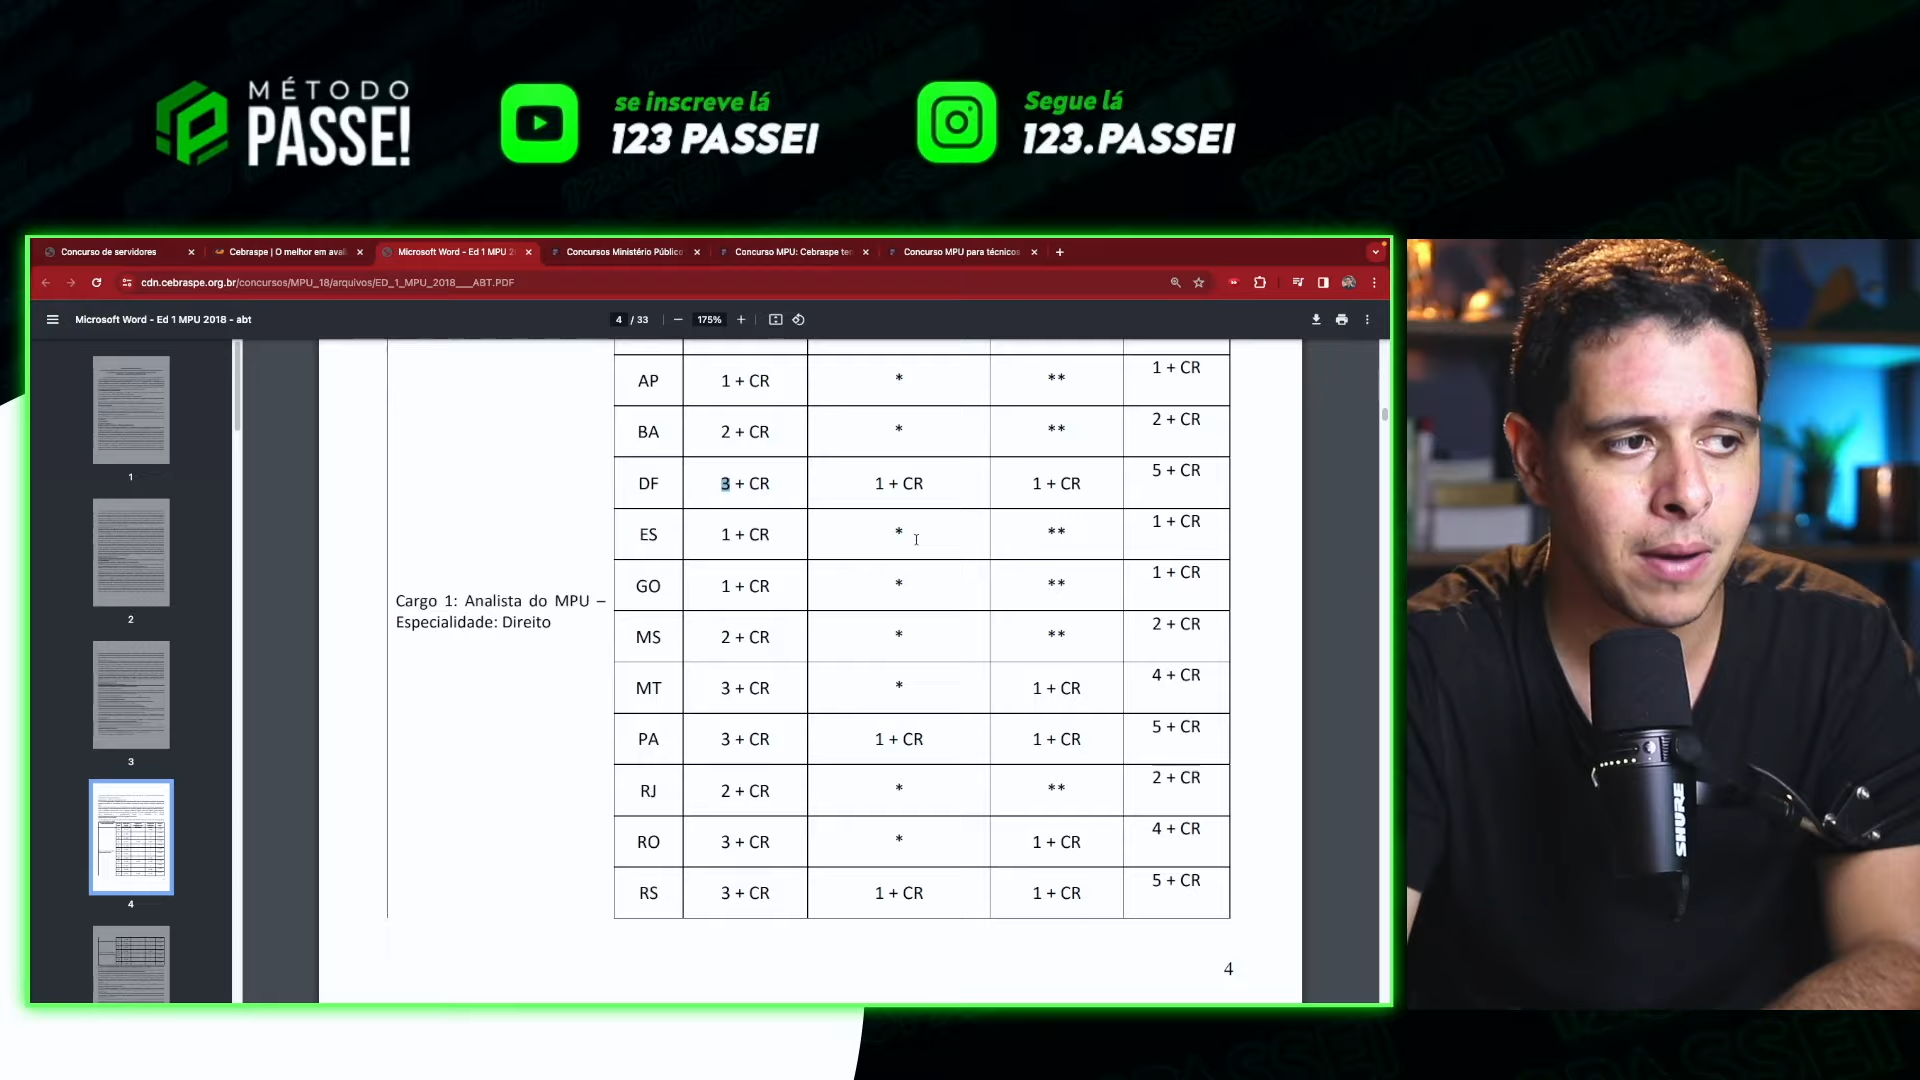 MÉTODO
PASSE!
se inscreve lá
123 PASSEI
Segue lá
123.PASSEI
Concurso de servidores
Cebraspe | O melhor em avali
Microsoft Word - Ed 1 MPU 2
Concursos Ministério Público
Concurso MPU: Cebraspe ter
Concurso MPU para técnicos
cdn.cebraspe.org.br/concursos/MPU_18/arquivos/ED_1_MPU_2018___ABT.PDF
Microsoft Word - Ed 1 MPU 2018 - abt
4 / 33
175%
1
2
3
4
Cargo 1: Analista do MPU –
Especialidade: Direito
AP 1 + CR * ** 1 + CR
BA 2 + CR * ** 2 + CR
DF 3 + CR 1 + CR 1 + CR 5 + CR
ES 1 + CR * ** 1 + CR
GO 1 + CR * ** 1 + CR
MS 2 + CR * ** 2 + CR
MT 3 + CR * 1 + CR 4 + CR
PA 3 + CR 1 + CR 1 + CR 5 + CR
RJ 2 + CR * ** 2 + CR
RO 3 + CR * 1 + CR 4 + CR
RS 3 + CR 1 + CR 1 + CR 5 + CR
4
SHURE